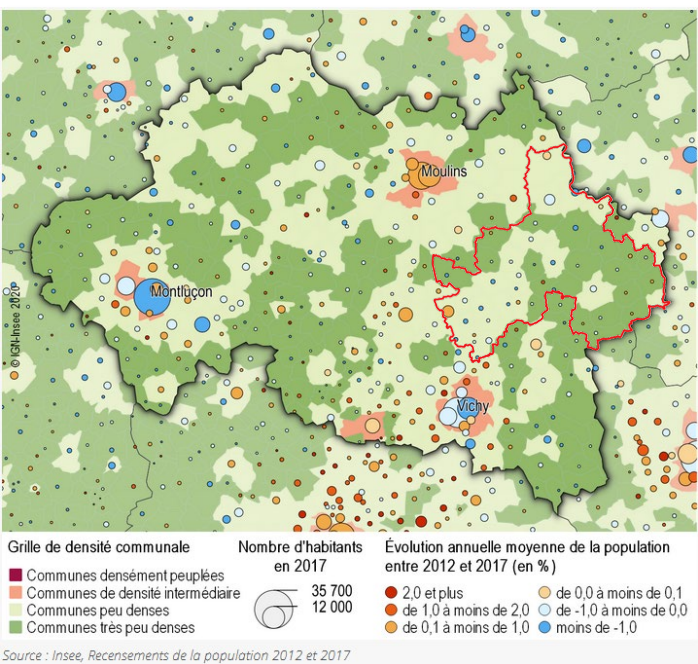 Moulins
Montluçon
Vichy
© IGN-Insee 2020
Grille de densité communale
Communes densément peuplées
Communes de densité intermédiaire
Communes peu denses
Communes très peu denses
Nombre d'habitants
en 2017
35 700
12 000
Évolution annuelle moyenne de la population
entre 2012 et 2017 (en %)
2,0 et plus
de 1,0 à moins de 2,0
de 0,1 à moins de 1,0
de 0,0 à moins de 0,1
de -1,0 à moins de 0,0
moins de -1,0
Source : Insee, Recensements de la population 2012 et 2017